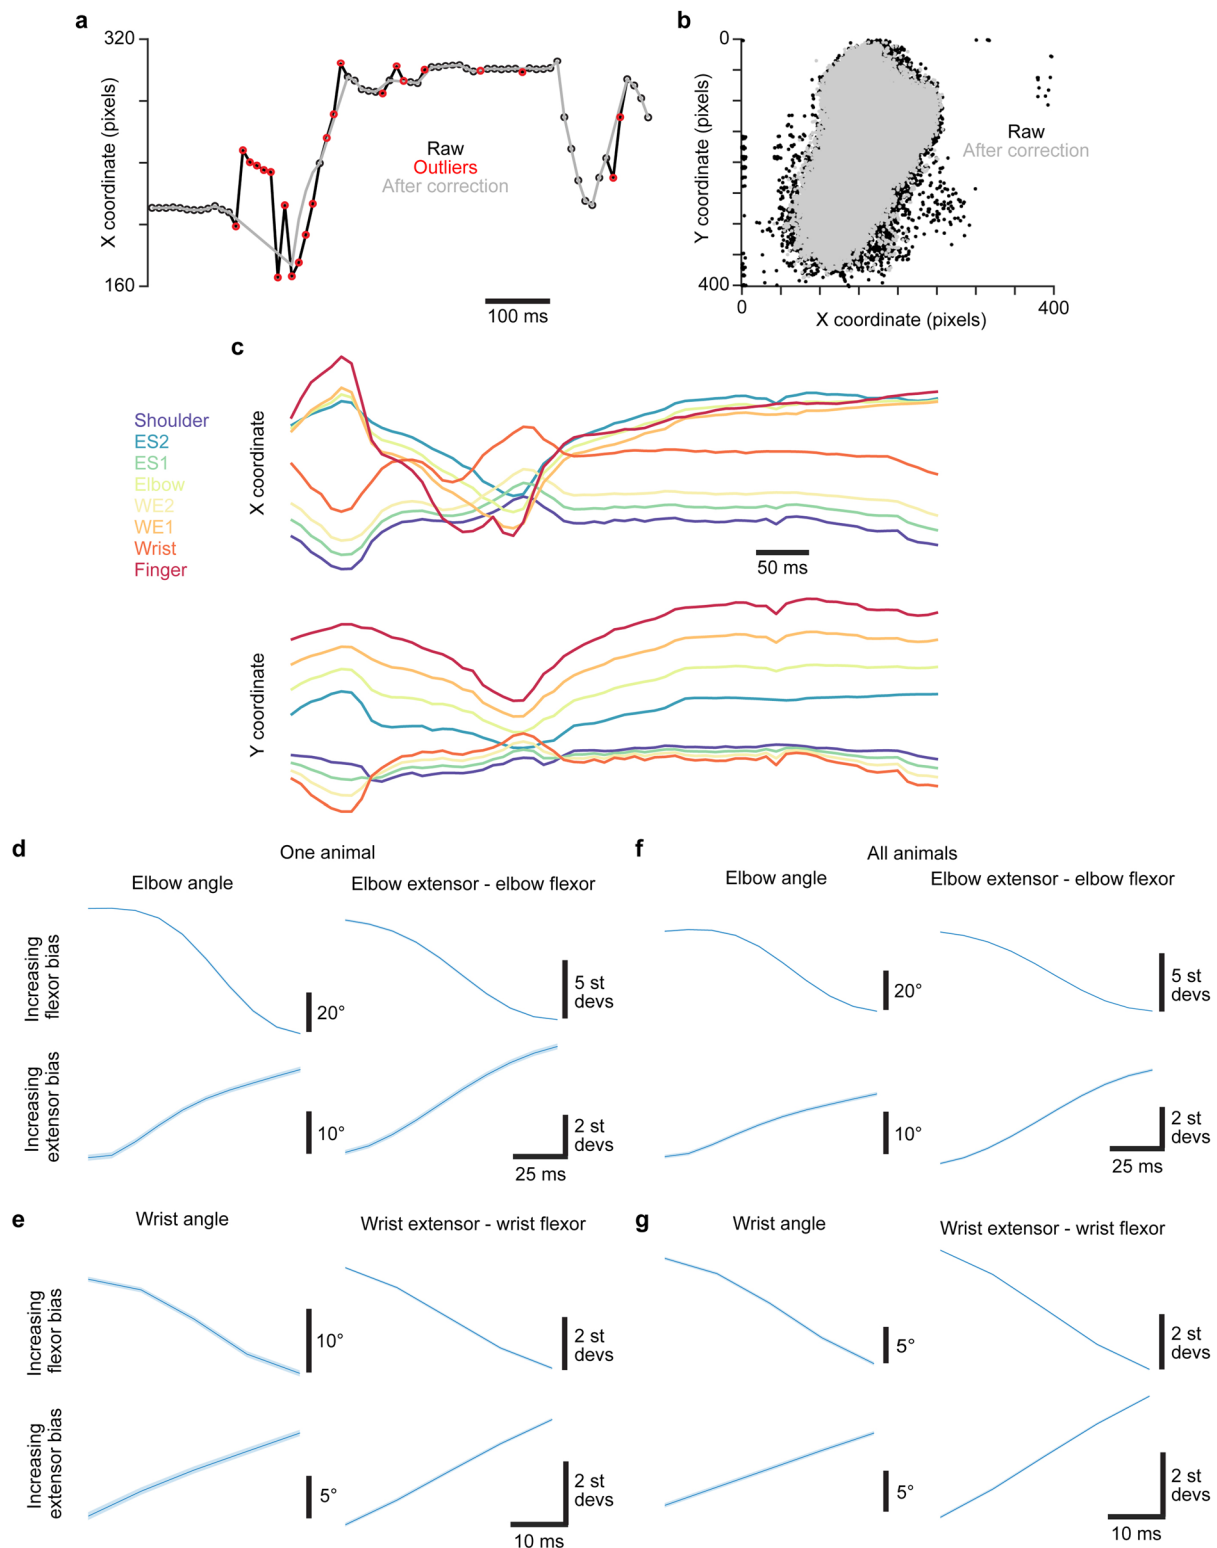 a
320
X coordinate (pixels)
160
Raw
Outliers
After correction
100 ms
b
0
Y coordinate (pixels)
400
0
400
X coordinate (pixels)
Raw
After correction
c
Shoulder
ES2
ES1
Elbow
WE2
WE1
Wrist
Finger
X coordinate
50 ms
Y coordinate
d
One animal
Elbow angle
Elbow extensor - elbow flexor
Increasing
flexor bias
20°
5 st
devs
Increasing
extensor bias
10°
2 st
devs
25 ms
f
All animals
Elbow angle
Elbow extensor - elbow flexor
20°
5 st
devs
10°
2 st
devs
25 ms
e
Wrist angle
Wrist extensor - wrist flexor
Increasing
flexor bias
10°
2 st
devs
Increasing
extensor bias
5°
2 st
devs
10 ms
g
Wrist angle
Wrist extensor - wrist flexor
5°
2 st
devs
5°
2 st
devs
10 ms